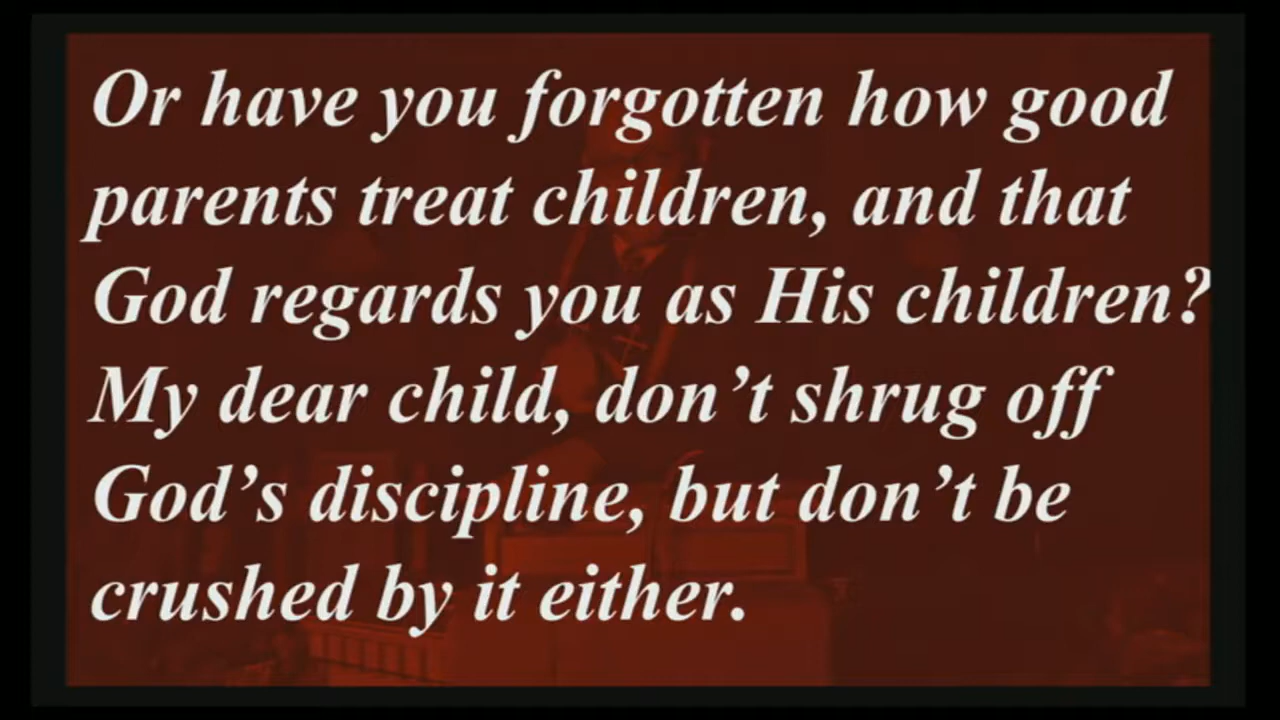 Or have you forgotten how good
parents treat children, and that
God regards you as His children?
My dear child, don’t shrug off
God’s discipline, but don’t be
crushed by it either.